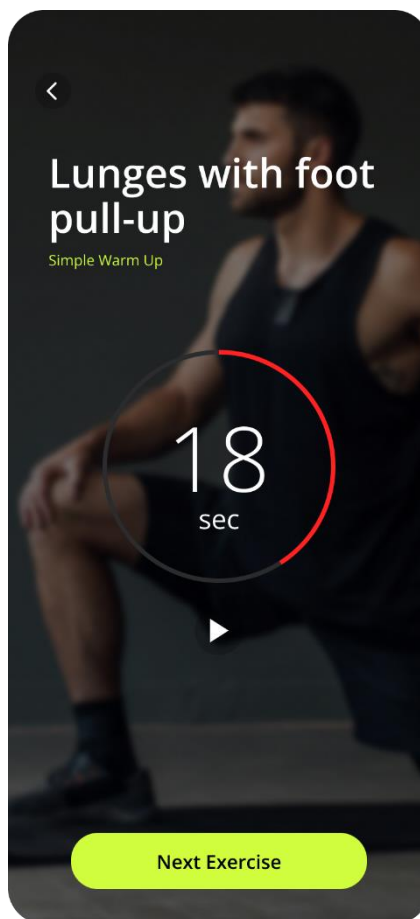 Lunges with foot
pull-up
Simple Warm Up
18
sec
Next Exercise